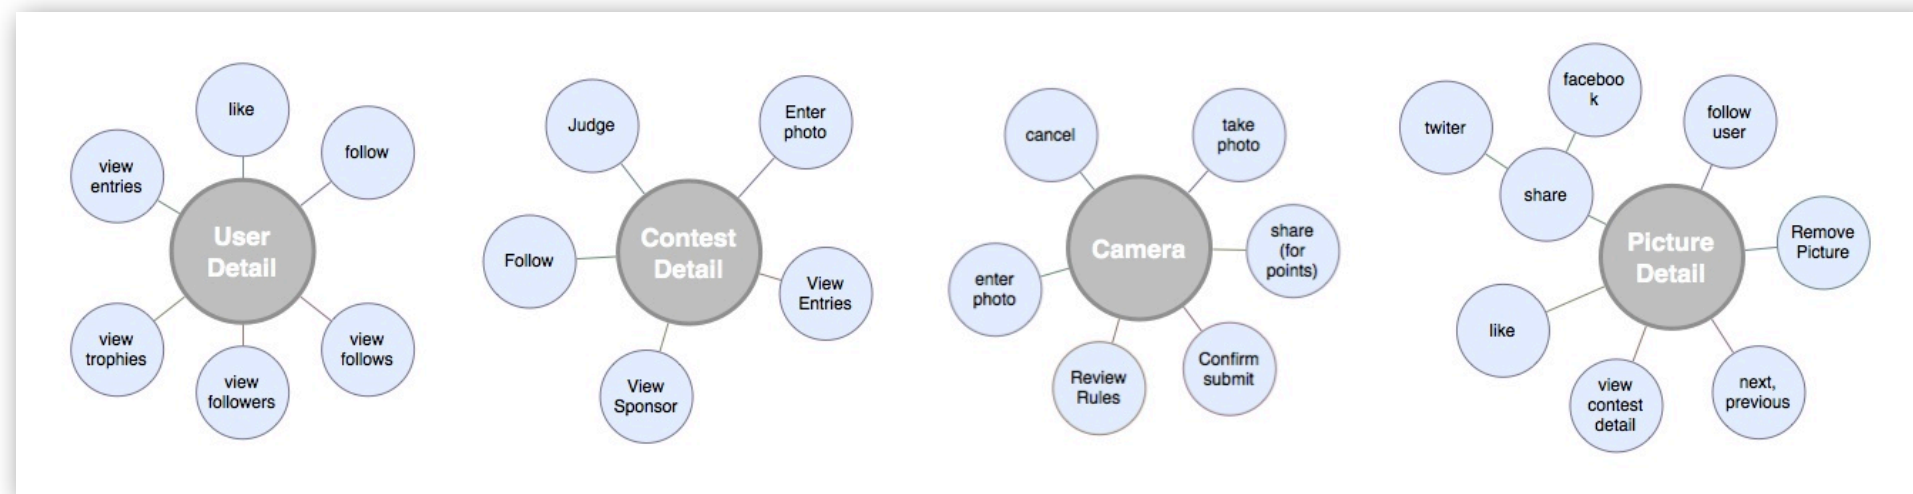 like
follow
view
entries
User
Detail
view
trophies
view
followers
view
follows
Judge
Enter
photo
Follow
Contest
Detail
View
Entries
View
Sponsor
cancel
take
photo
Camera
share
(for
points)
enter
photo
Review
Rules
Confirm
submit
twiter
faceboo
k
follow
user
share
Picture
Detail
Remove
Picture
like
view
contest
detail
next,
previous